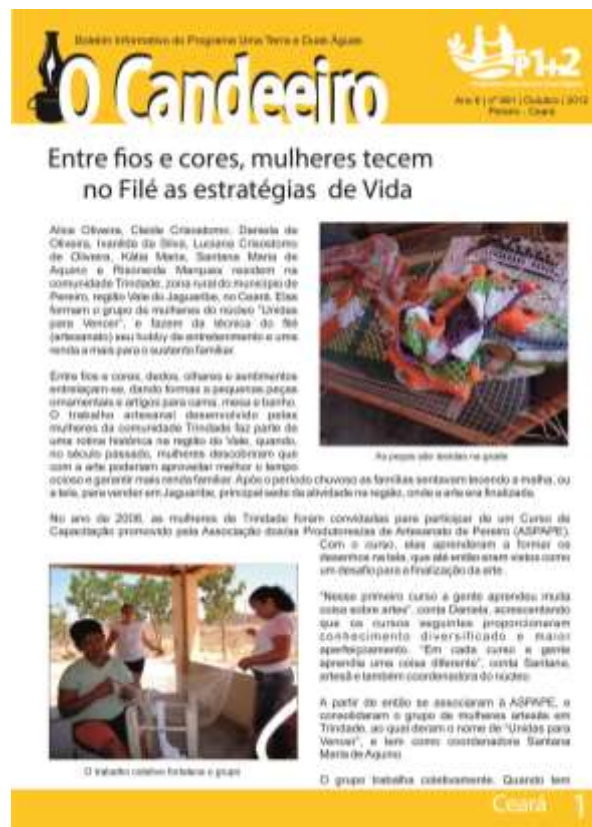 Boletim Informativo do Programa Uma Terra e Duas Águas
O Candeeiro
P1+2
Ano 6 | nº 881 | Outubro | 2012
Pereiro - Ceará
Entre fios e cores, mulheres tecem
no Filé as estratégias de Vida
Alice Oliveira, Cleide Crisostomo, Daniela de
Oliveira, Ivanilda da Silva, Luciana Crisostomo
de Oliveira, Kátia Maria, Santana Maria de
Aquino e Risoneide Marques residem na
comunidade Trindade, zona rural do município de
Pereiro, região Vale do Jaguaribe, no Ceará. Elas
formam o grupo de mulheres do núcleo "Unidas
para Vencer", e fazem da técnica do filé
(artesanato) seu hobby de entretenimento e uma
renda a mais para o sustento familiar.
Entre fios e cores, dedos, olhares e sentimentos
entrelaçam-se, dando formas a pequenas peças
ornamentais e artigos para cama, mesa e banho.
O trabalho artesanal desenvolvido pelas
mulheres da comunidade Trindade faz parte de
uma rotina histórica na região do Vale, quando,
no século passado, mulheres descobriram que
com a arte poderiam aproveitar melhor o tempo
ocioso e garantir mais renda familiar. Após o período chuvoso as famílias sentavam tecendo a malha, ou
a tela, para vender em Jaguaribe, principal sede da atividade na região, onde a arte era finalizada.
As peças são tecidas na grade
No ano de 2006, as mulheres de Trindade foram convidadas para participar de um Curso de
Capacitação promovido pela Associação dos/as Produtores/as de Artesanato de Pereiro (ASPAPE).
Com o curso, elas aprenderam a formar os
desenhos na tela, que até então eram vistos como
um desafio para a finalização da arte.
"Nesse primeiro curso a gente aprendeu muita
coisa sobre artes", conta Daniela, acrescentando
que os cursos seguintes proporcionaram
conhecimento diversificado e maior
aperfeiçoamento. "Em cada curso a gente
aprendia uma coisa diferente", conta Santana,
artesã e também coordenadora do núcleo.
A partir de então se associaram à ASPAPE, e
consolidaram o grupo de mulheres artesãs em
Trindade, ao qual deram o nome de "Unidas para
Vencer", e tem como coordenadora Santana
Maria de Aquino.
O grupo trabalha coletivamente. Quando tem
O trabalho coletivo fortalece o grupo
Ceará 1